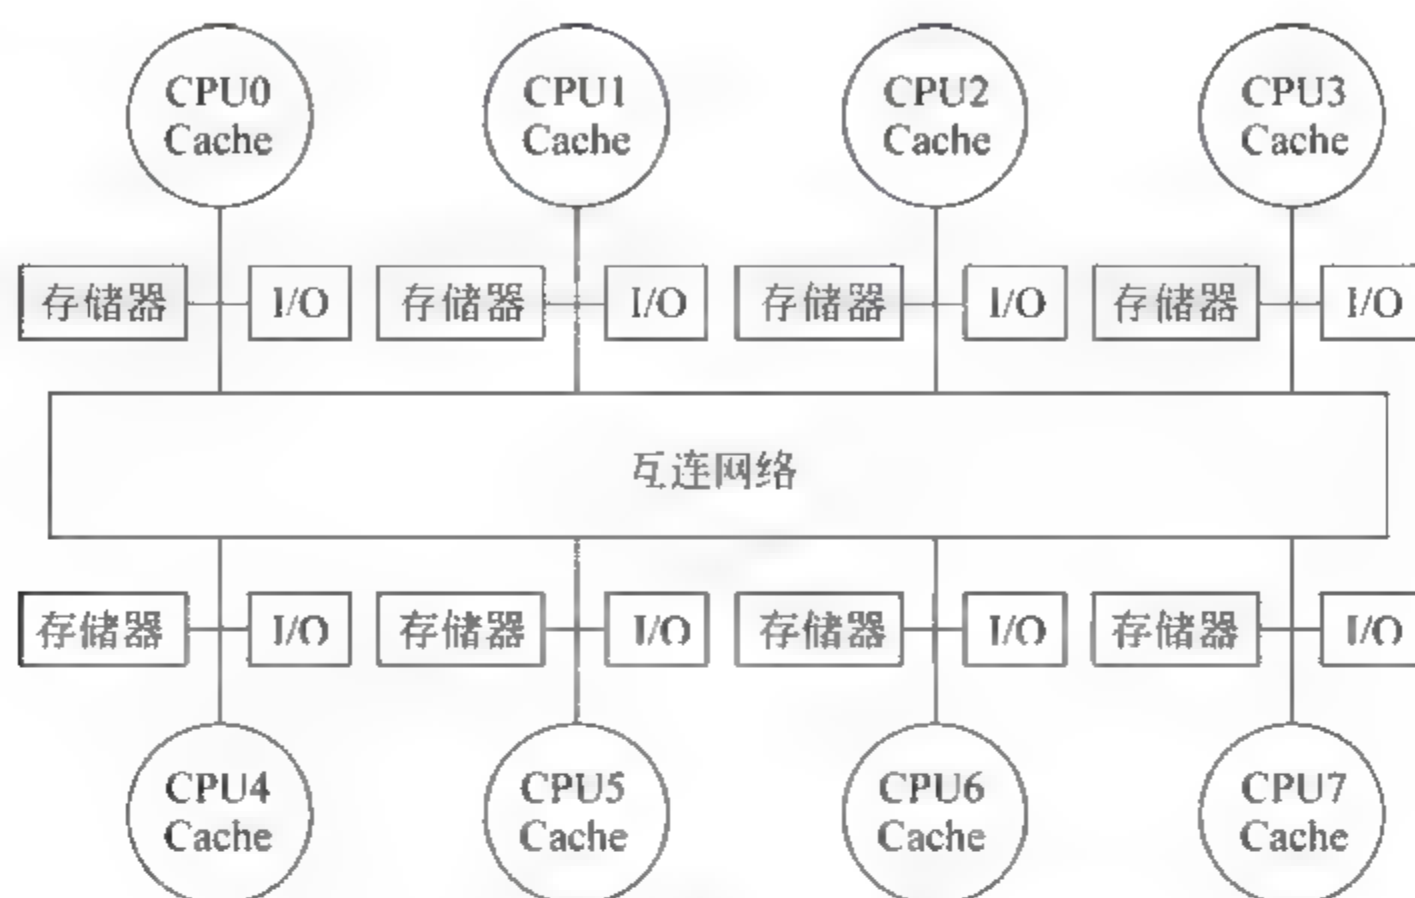 CPU0
Cache
CPU1
Cache
CPU2
Cache
CPU3
Cache
存储器
I/O
存储器
I/O
存储器
I/O
存储器
I/O
互连网络
存储器
I/O
存储器
I/O
存储器
I/O
存储器
I/O
CPU4
Cache
CPU5
Cache
CPU6
Cache
CPU7
Cache